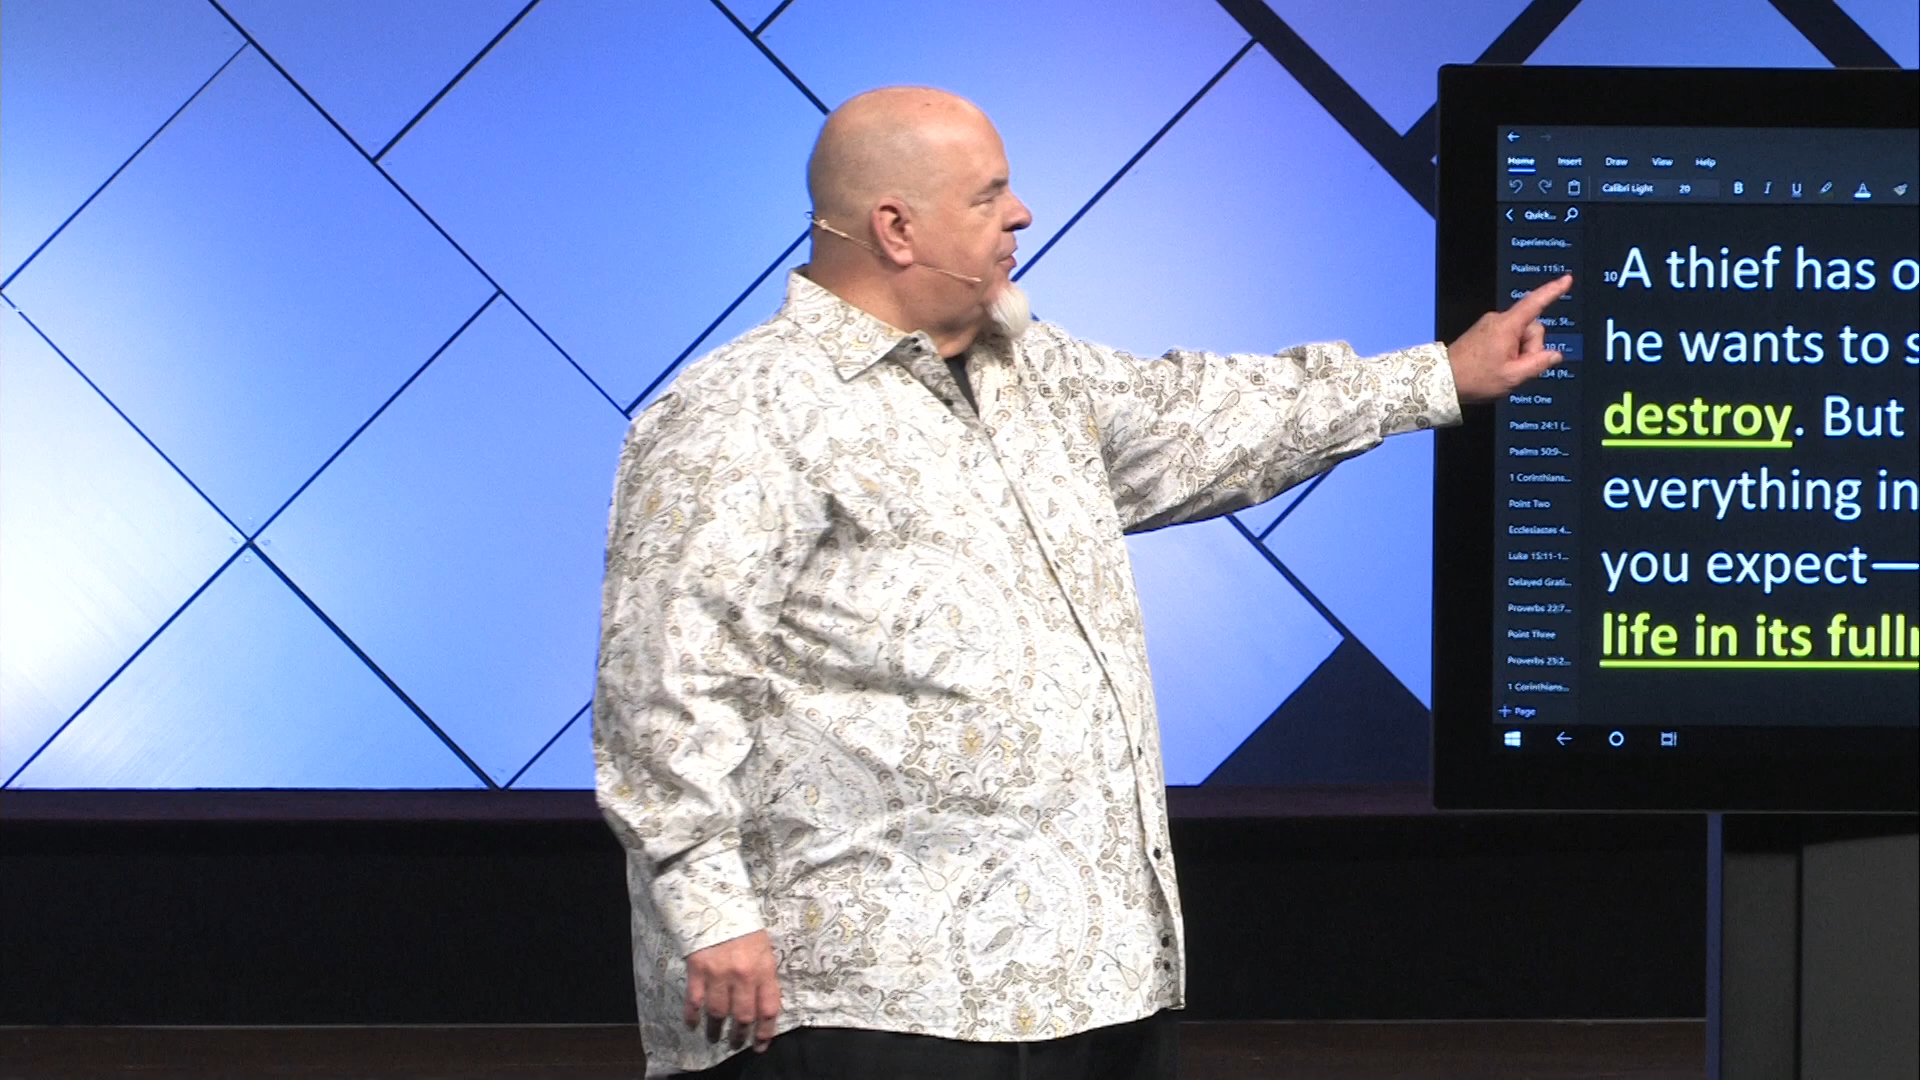 Home Insert Draw View Help
Calibri Light 20 B I U A
Quick...
Experiencing...
Psalms 115:1...
Point One
Psalms 24:1 (...
Psalms 50:9-...
1 Corinthians...
Point Two
Ecclesiastes 4...
Luke 15:11-1...
Delayed Grati...
Proverbs 22:7...
Point Three
Proverbs 23:2...
1 Corinthians...
+ Page
10 A thief has o
he wants to s
destroy. But
everything in
you expect—
life in its fulln